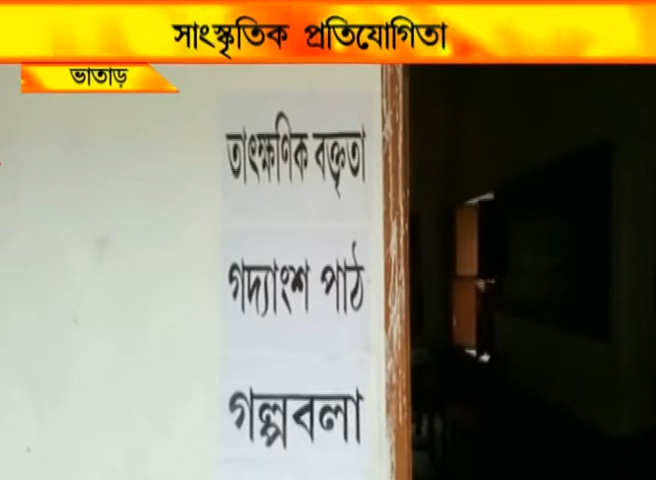 সাংস্কৃতিক প্রতিযোগিতা
ভাতাড়
তাৎক্ষণিক বক্তৃতা
গদ্যাংশ পাঠ
গল্পবলা